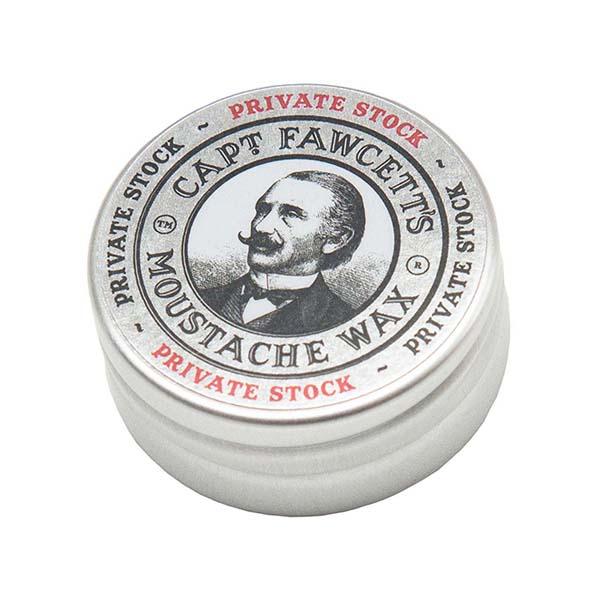 PRIVATE STOCK ~ PRIVATE STOCK ~ PRIVATE STOCK ~ PRIVATE STOCK ~
CAPT. FAWCETT'S
TM
®
MOUSTACHE WAX